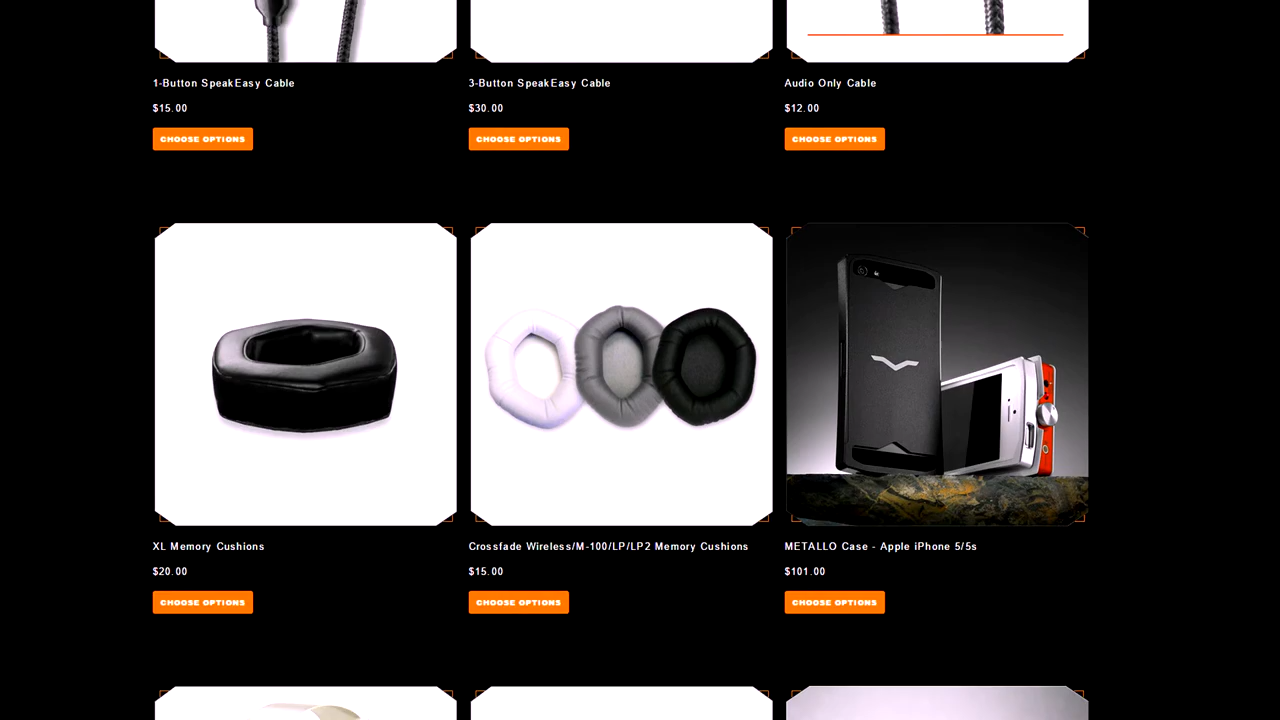 1-Button SpeakEasy Cable
3-Button SpeakEasy Cable
Audio Only Cable
$15.00
$30.00
$12.00
CHOOSE OPTIONS
CHOOSE OPTIONS
CHOOSE OPTIONS
XL Memory Cushions
Crossfade Wireless/M-100/LP/LP2 Memory Cushions
METALLO Case - Apple iPhone 5/5s
$20.00
$15.00
$101.00
CHOOSE OPTIONS
CHOOSE OPTIONS
CHOOSE OPTIONS